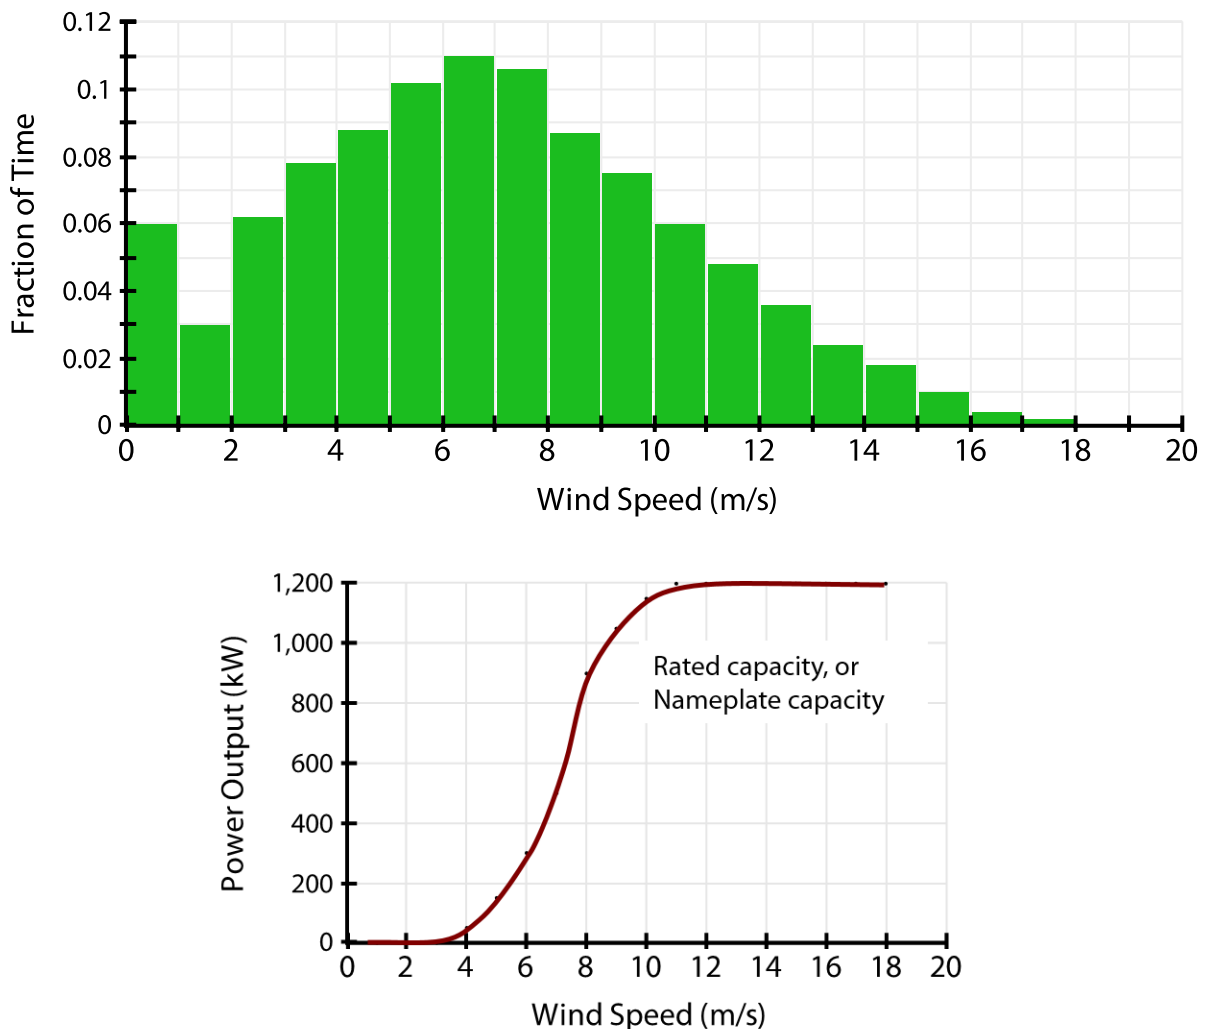 0.12
0.1
0.08
0.06
0.04
0.02
0
Fraction of Time
0 2 4 6 8 10 12 14 16 18 20
Wind Speed (m/s)
1,200
1,000
800
600
400
200
0
Power Output (kW)
Rated capacity, or
Nameplate capacity
0 2 4 6 8 10 12 14 16 18 20
Wind Speed (m/s)